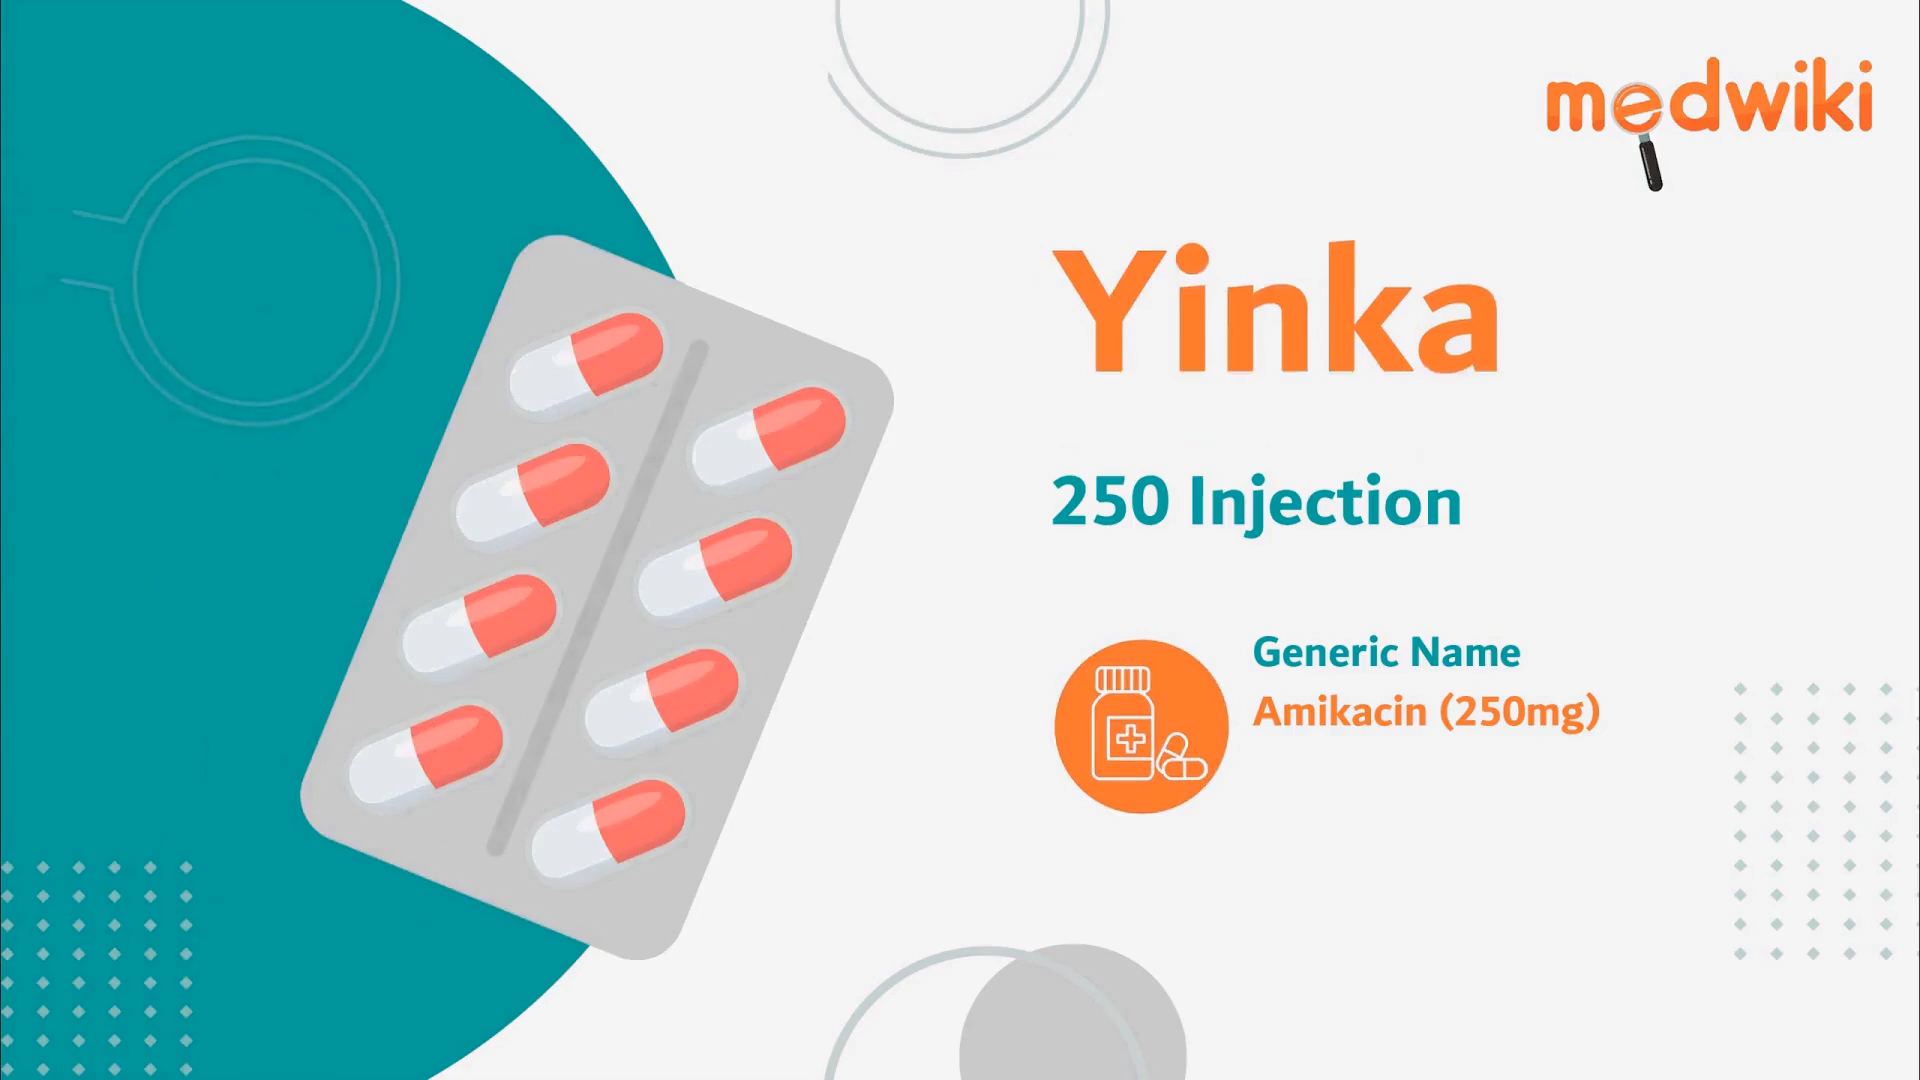 medwiki
Yinka
250 Injection
Generic Name
Amikacin (250mg)